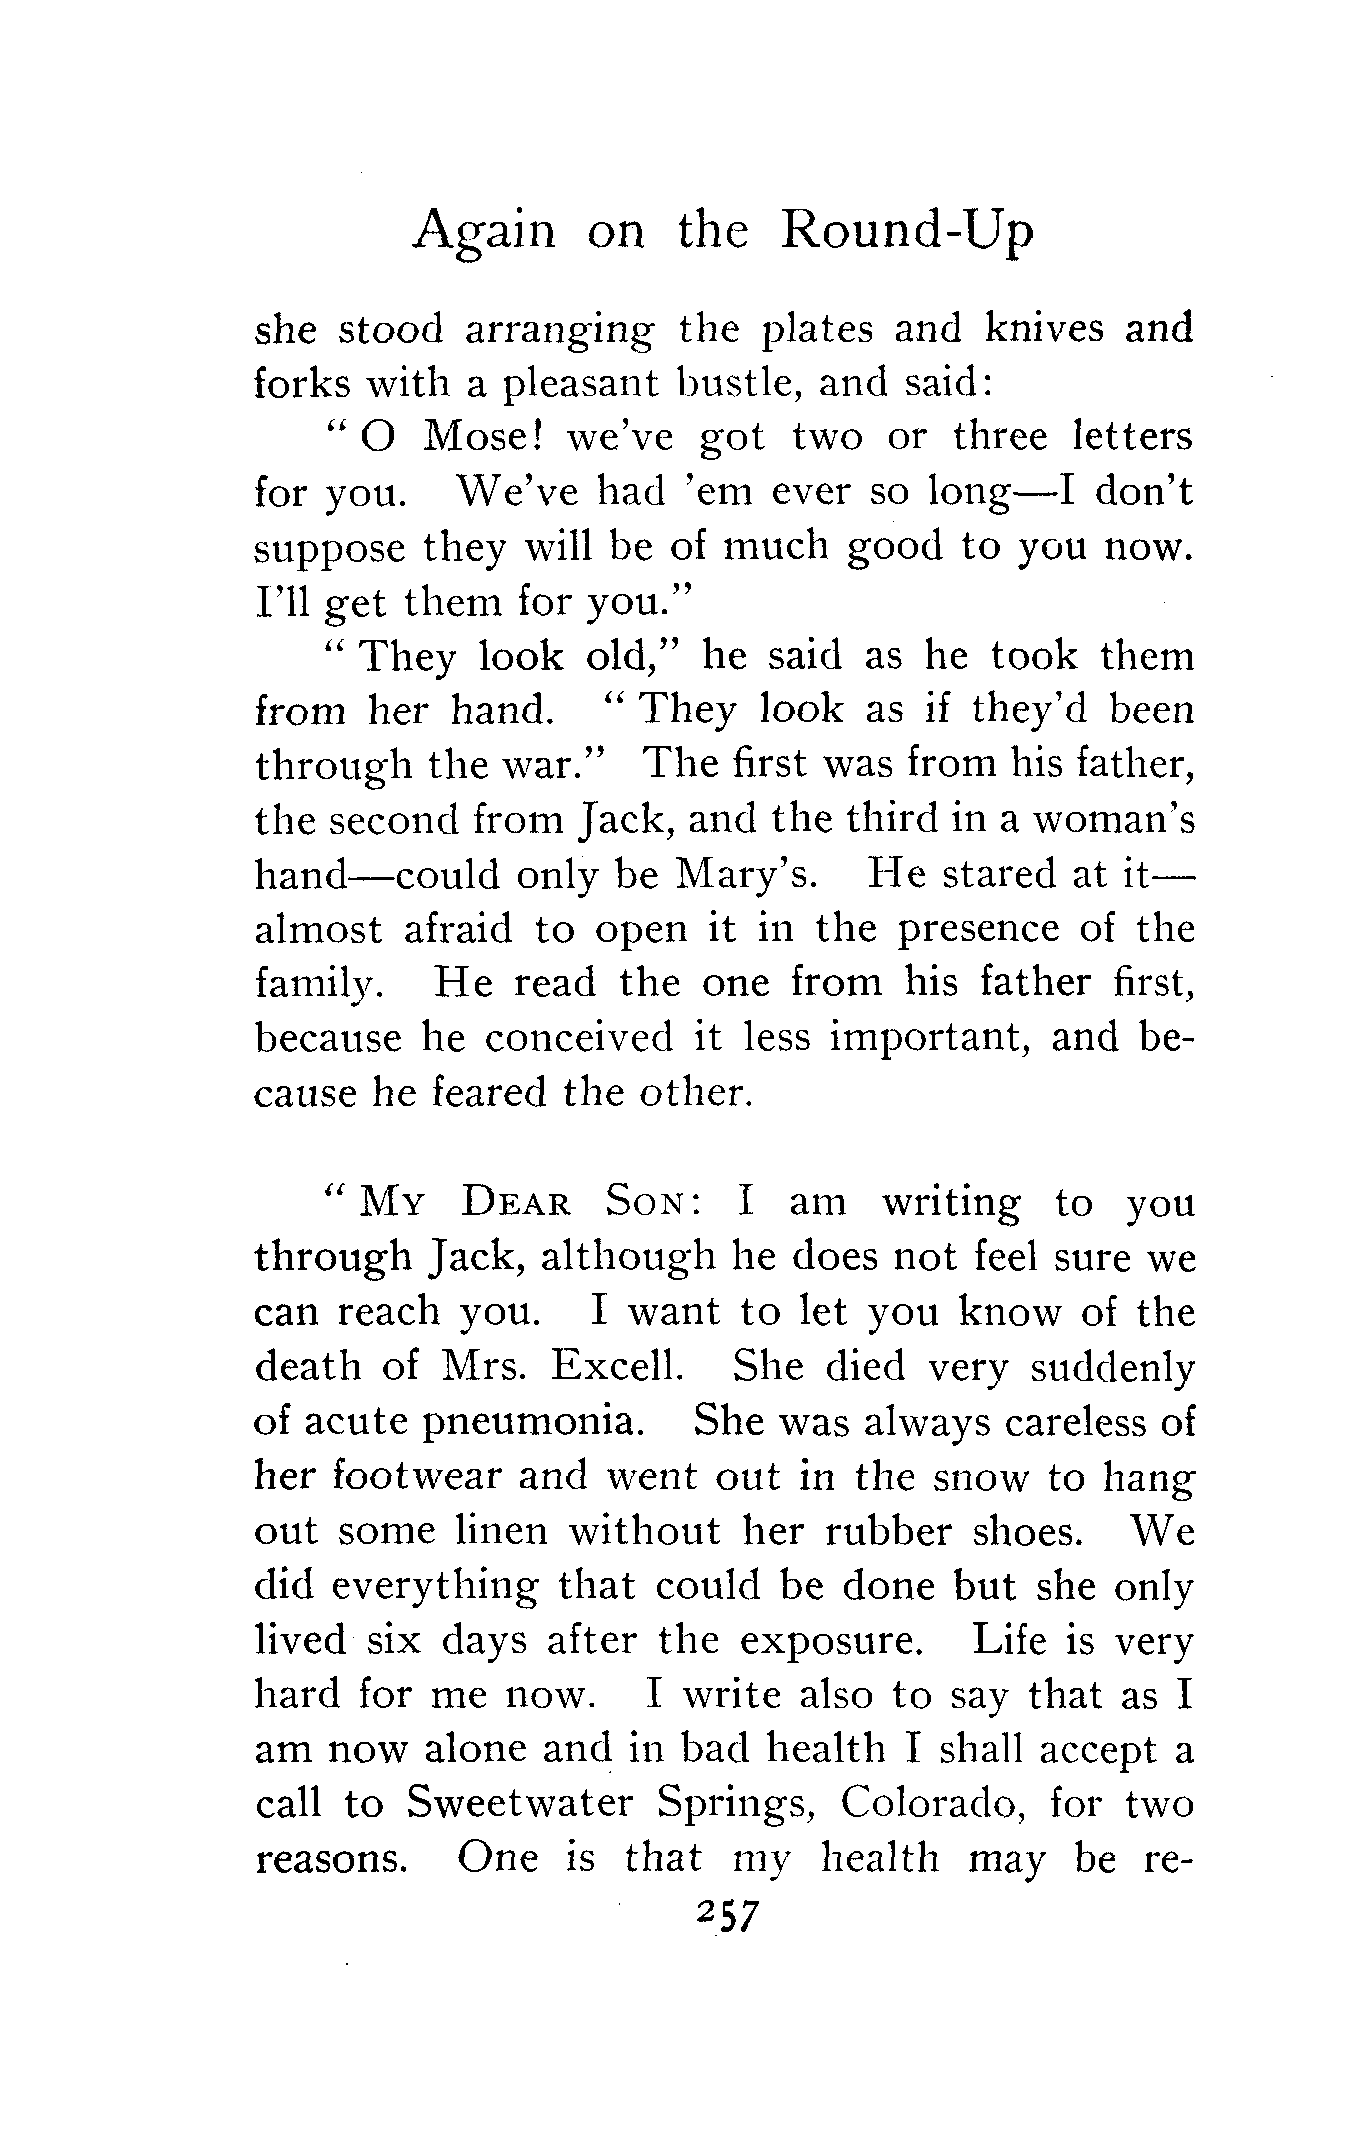 Again on the Round-Up
she stood arranging the plates and knives and
forks with a pleasant bustle, and said:
“ O Mose! we’ve got two or three letters
for you. We’ve had ’em ever so long—I don’t
suppose they will be of much good to you now.
I’ll get them for you.”
“ They look old,” he said as he took them
from her hand. “ They look as if they’d been
through the war.” The first was from his father,
the second from Jack, and the third in a woman’s
hand—could only be Mary’s. He stared at it—
almost afraid to open it in the presence of the
family. He read the one from his father first,
because he conceived it less important, and be-
cause he feared the other.
“ My Dear Son: I am writing to you
through Jack, although he does not feel sure we
can reach you. I want to let you know of the
death of Mrs. Excell. She died very suddenly
of acute pneumonia. She was always careless of
her footwear and went out in the snow to hang
out some linen without her rubber shoes. We
did everything that could be done but she only
lived six days after the exposure. Life is very
hard for me now. I write also to say that as I
am now alone and in bad health I shall accept a
call to Sweetwater Springs, Colorado, for two
reasons. One is that my health may be re-
257